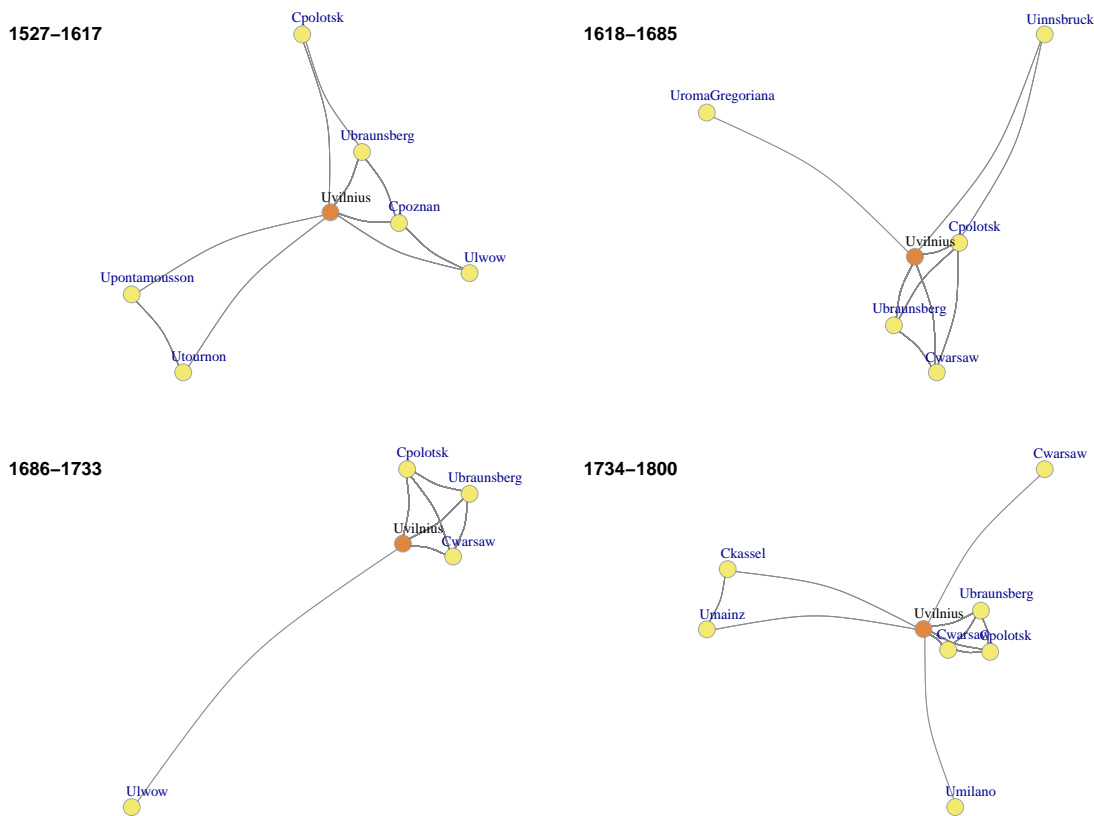 1527–1617
Cpolotsk
Ubraunsberg
Uvilnius
Cpoznan
Ulwow
Upontamousson
Utournon
1618–1685
Uinnsbruck
UromaGregoriana
Cpolotsk
Uvilnius
Ubraunsberg
Cwarsaw
1686–1733
Cpolotsk
Ubraunsberg
Uvilnius
Cwarsaw
Ulwow
1734–1800
Cwarsaw
Ckassel
Ubraunsberg
Umainz
Uvilnius
Cwarsaw
Cpolotsk
Umilano